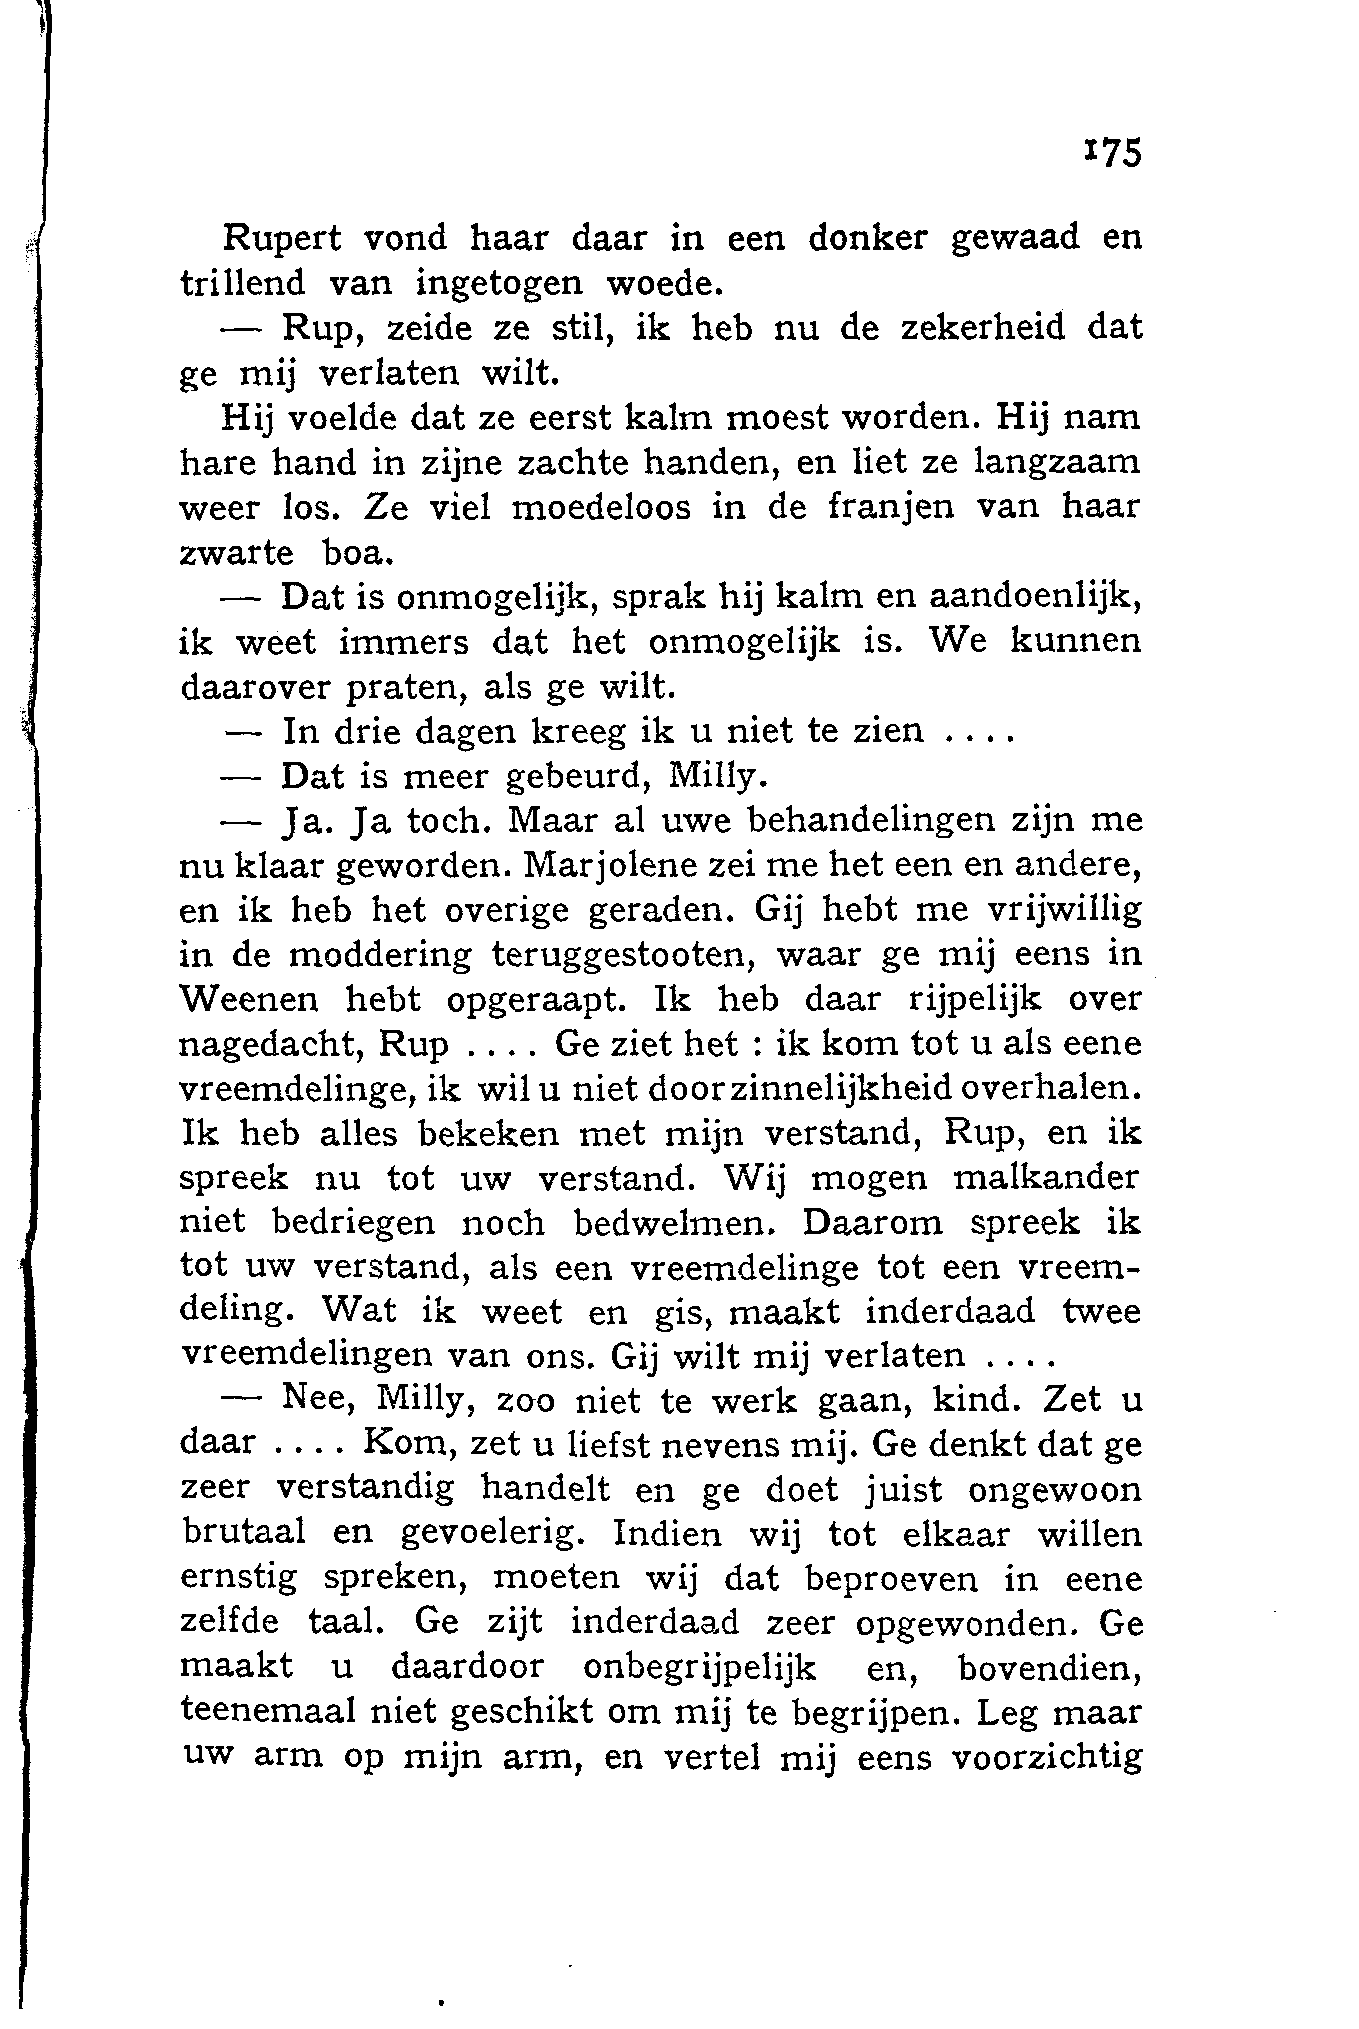 175
Rupert vond haar daar in een donker gewaad en
trillend van ingetogen woede.
— Rup, zeide ze stil, ik heb nu de zekerheid dat
ge mij verlaten wilt.
Hij voelde dat ze eerst kalm moest worden. Hij nam
hare hand in zijne zachte handen, en liet ze langzaam
weer los. Ze viel moedeloos in de franjen van haar
zwarte boa.
— Dat is onmogelijk, sprak hij kalm en aandoenlijk,
ik weet immers dat het onmogelijk is. We kunnen
daarover praten, als ge wilt.
— In drie dagen kreeg ik u niet te zien ....
— Dat is meer gebeurd, Milly.
— Ja. Ja toch. Maar al uwe behandelingen zijn me
nu klaar geworden. Marjolene zei me het een en andere,
en ik heb het overige geraden. Gij hebt me vrijwillig
in de moddering teruggestooten, waar ge mij eens in
Weenen hebt opgeraapt. Ik heb daar rijpelijk over
nagedacht, Rup .... Ge ziet het : ik kom tot u als eene
vreemdelinge, ik wil u niet door zinnelijkheid overhalen.
Ik heb alles bekeken met mijn verstand, Rup, en ik
spreek nu tot uw verstand. Wij mogen malkander
niet bedriegen noch bedwelmen. Daarom spreek ik
tot uw verstand, als een vreemdelinge tot een vreem-
deling. Wat ik weet en gis, maakt inderdaad twee
vreemdelingen van ons. Gij wilt mij verlaten ....
— Nee, Milly, zoo niet te werk gaan, kind. Zet u
daar .... Kom, zet u liefst nevens mij. Ge denkt dat ge
zeer verstandig handelt en ge doet juist ongewoon
brutaal en gevoelerig. Indien wij tot elkaar willen
ernstig spreken, moeten wij dat beproeven in eene
zelfde taal. Ge zijt inderdaad zeer opgewonden. Ge
maakt u daardoor onbegrijpelijk en, bovendien,
teenemaal niet geschikt om mij te begrijpen. Leg maar
uw arm op mijn arm, en vertel mij eens voorzichtig